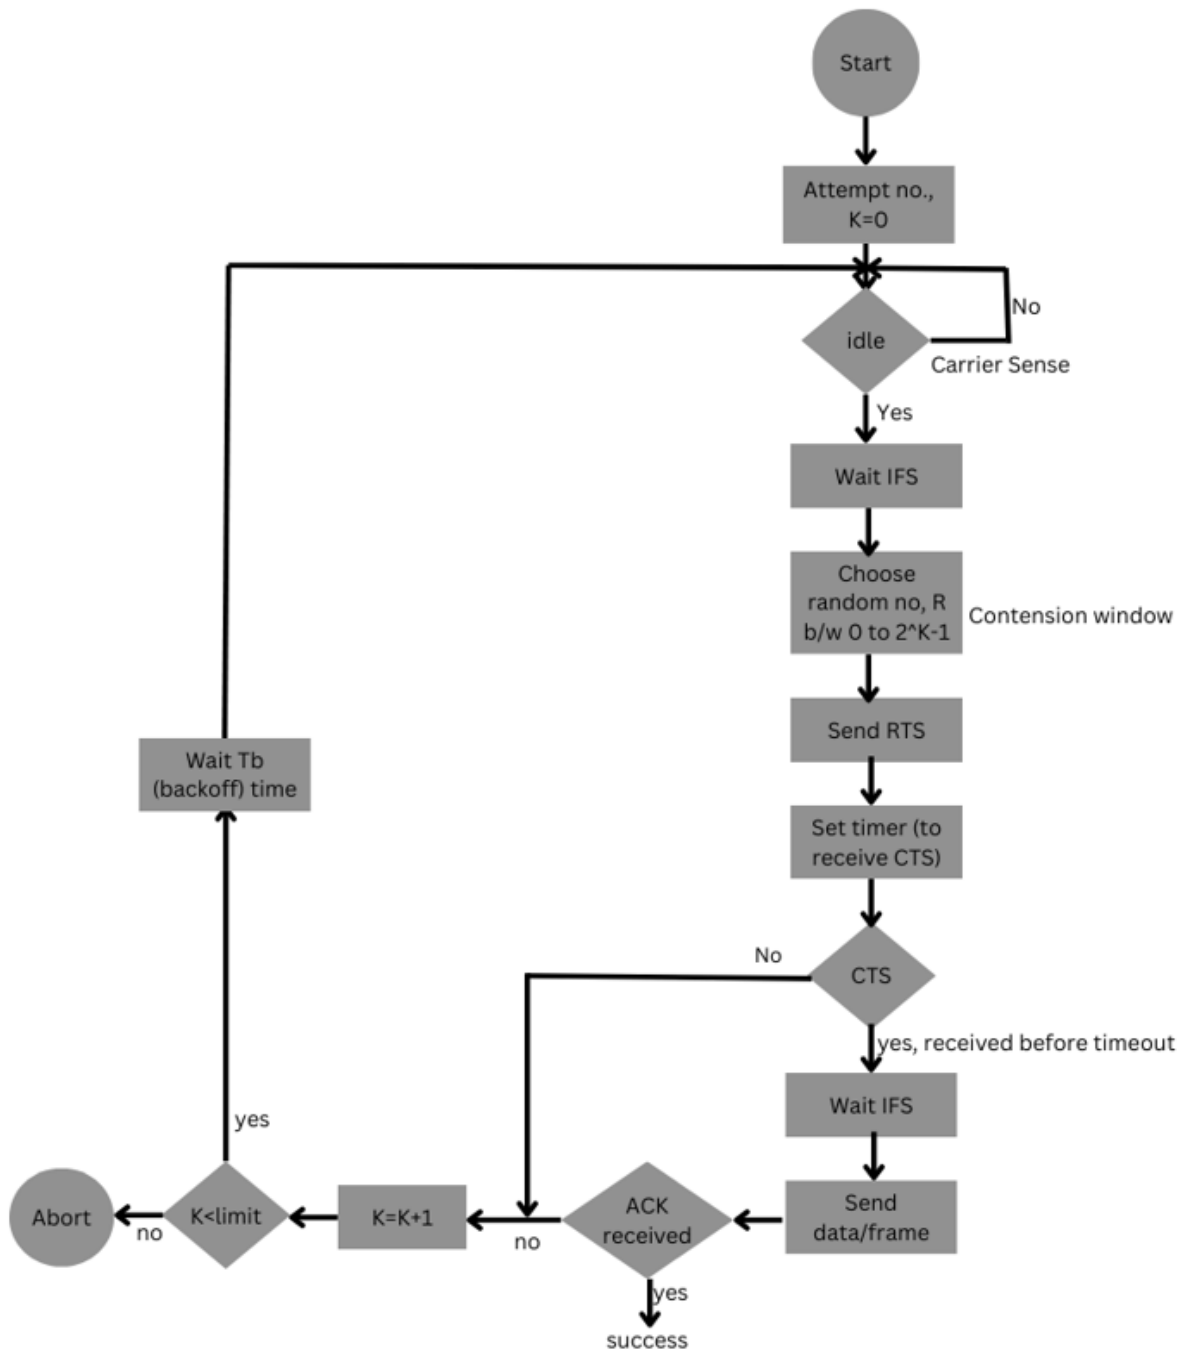 Start
Attempt no.,
K=0
No
idle
Carrier Sense
Yes
Wait IFS
Choose
random no, R
b/w 0 to 2^K-1
Contension window
Send RTS
Wait Tb
(backoff) time
Set timer (to
receive CTS)
No
CTS
yes, received before timeout
Wait IFS
yes
Send
data/frame
ACK
received
no
K=K+1
K<limit
no
Abort
yes
success